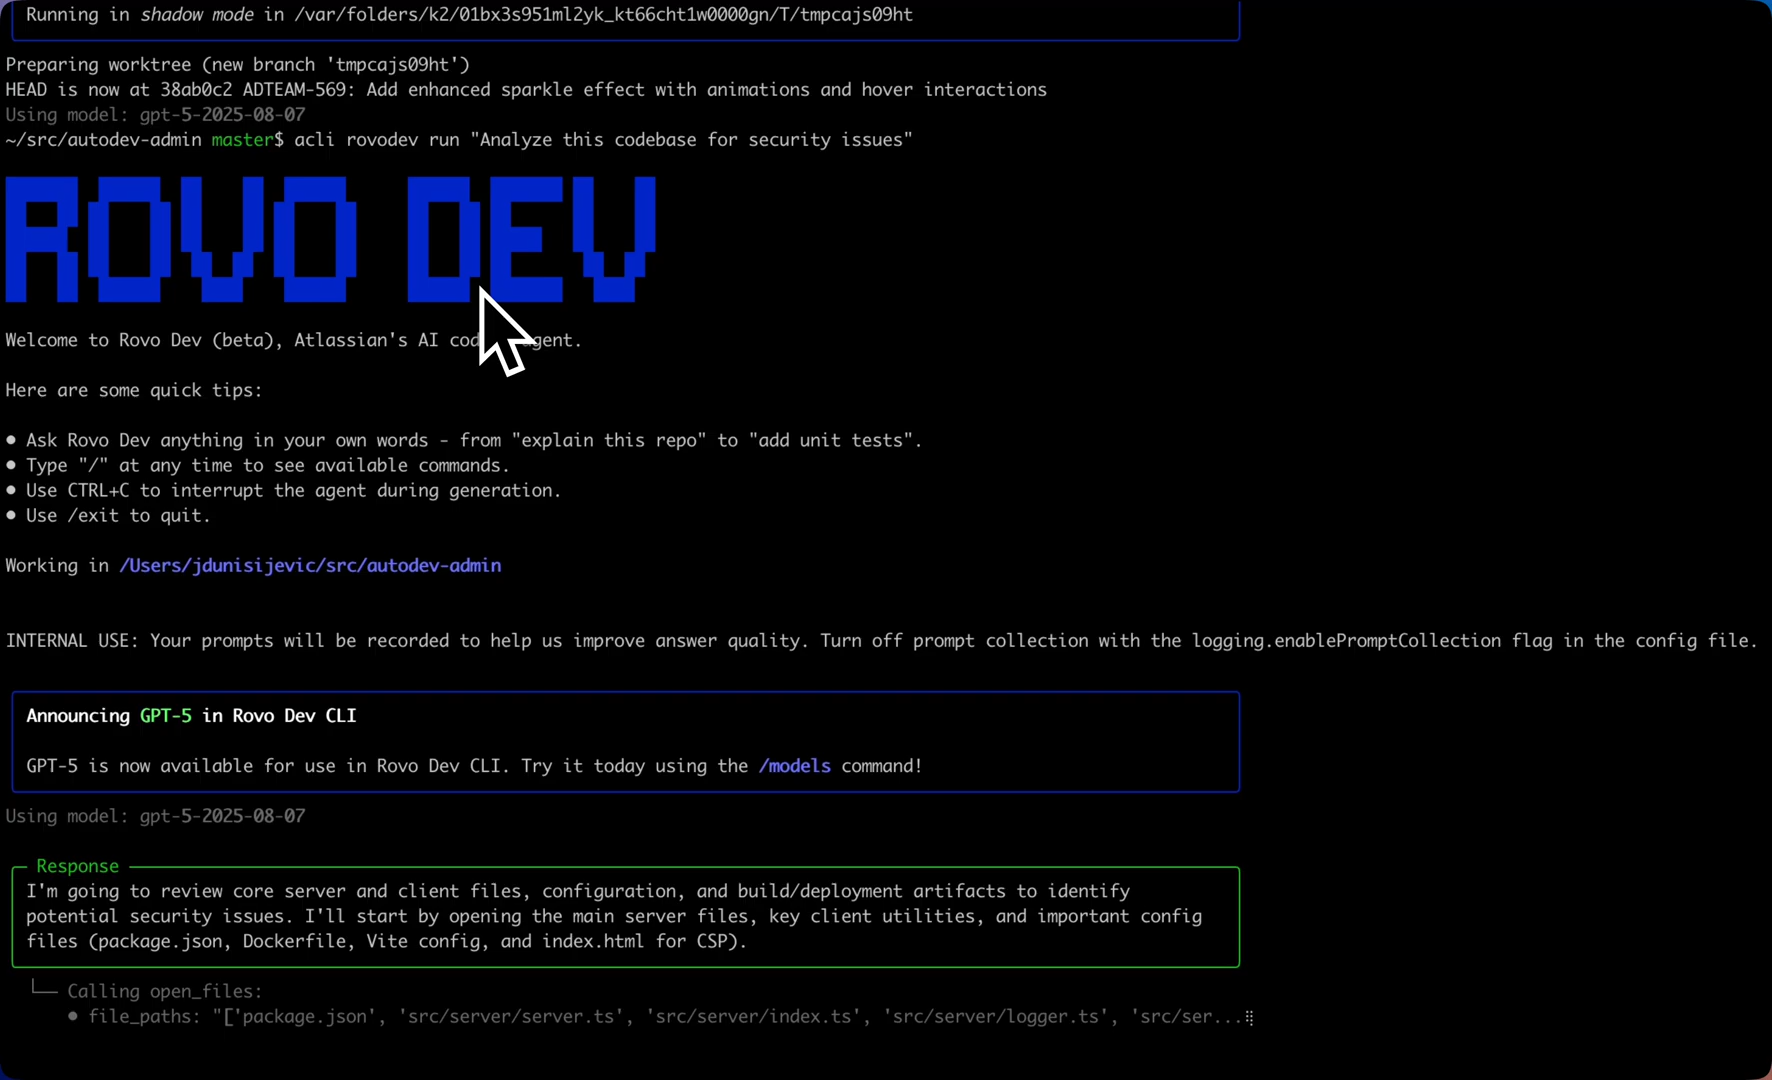 Running in shadow mode in /var/folders/k2/01bx3s951ml2yk_kt66cht1w0000gn/T/tmpcajs09ht
Preparing worktree (new branch 'tmpcajs09ht')
HEAD is now at 38ab0c2 ADTEAM-569: Add enhanced sparkle effect with animations and hover interactions
Using model: gpt-5-2025-08-07
~/src/autodev-admin master$ acli rovodev run "Analyze this codebase for security issues"
ROVO DEV
Welcome to Rovo Dev (beta), Atlassian's AI agent.
Here are some quick tips:
● Ask Rovo Dev anything in your own words - from "explain this repo" to "add unit tests".
● Type "/" at any time to see available commands.
● Use CTRL+C to interrupt the agent during generation.
● Use /exit to quit.
Working in /Users/jdunisijevic/src/autodev-admin
INTERNAL USE: Your prompts will be recorded to help us improve answer quality. Turn off prompt collection with the logging.enablePromptCollection flag in the config file.
Announcing GPT-5 in Rovo Dev CLI
GPT-5 is now available for use in Rovo Dev CLI. Try it today using the /models command!
Using model: gpt-5-2025-08-07
Response
I'm going to review core server and client files, configuration, and build/deployment artifacts to identify
potential security issues. I'll start by opening the main server files, key client utilities, and important config
files (package.json, Dockerfile, Vite config, and index.html for CSP).
└── Calling open_files:
● file_paths: "['package.json', 'src/server/server.ts', 'src/server/index.ts', 'src/server/logger.ts', 'src/ser...